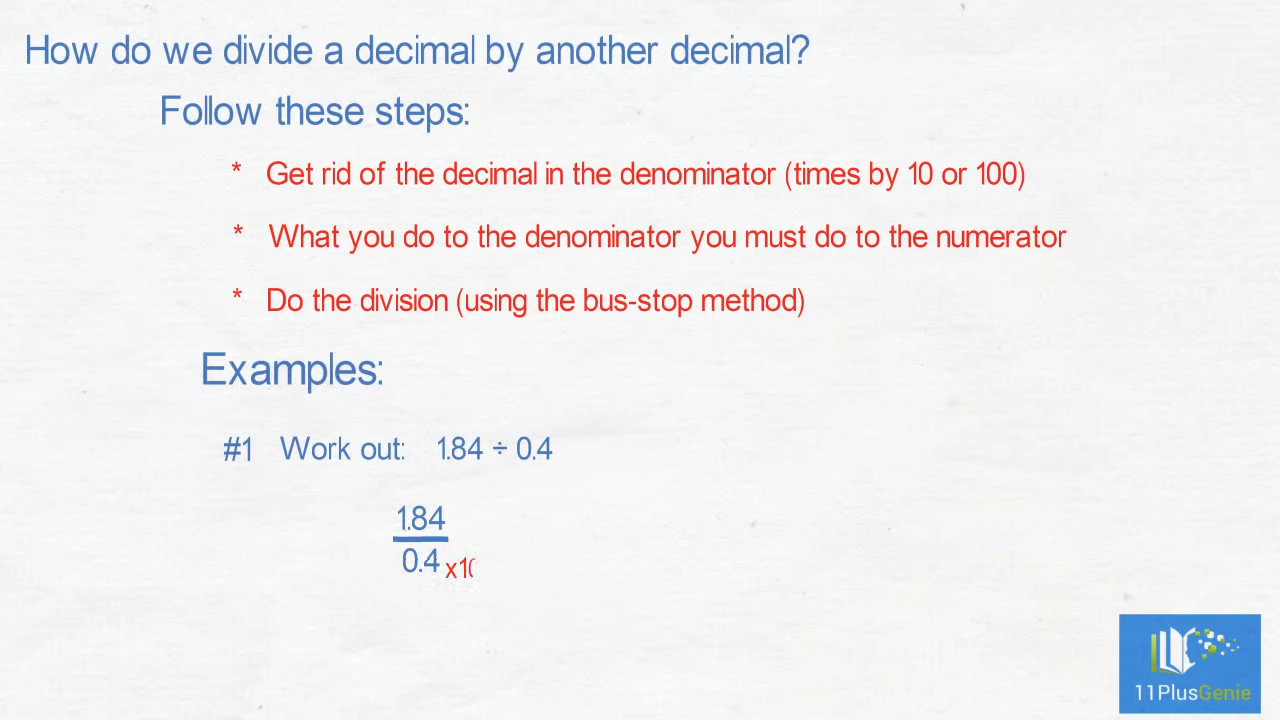 How do we divide a decimal by another decimal?
Follow these steps:
* Get rid of the decimal in the denominator (times by 10 or 100)
* What you do to the denominator you must do to the numerator
* Do the division (using the bus-stop method)
Examples:
#1 Work out: 1.84 ÷ 0.4
1.84
0.4 x10
11PlusGenie